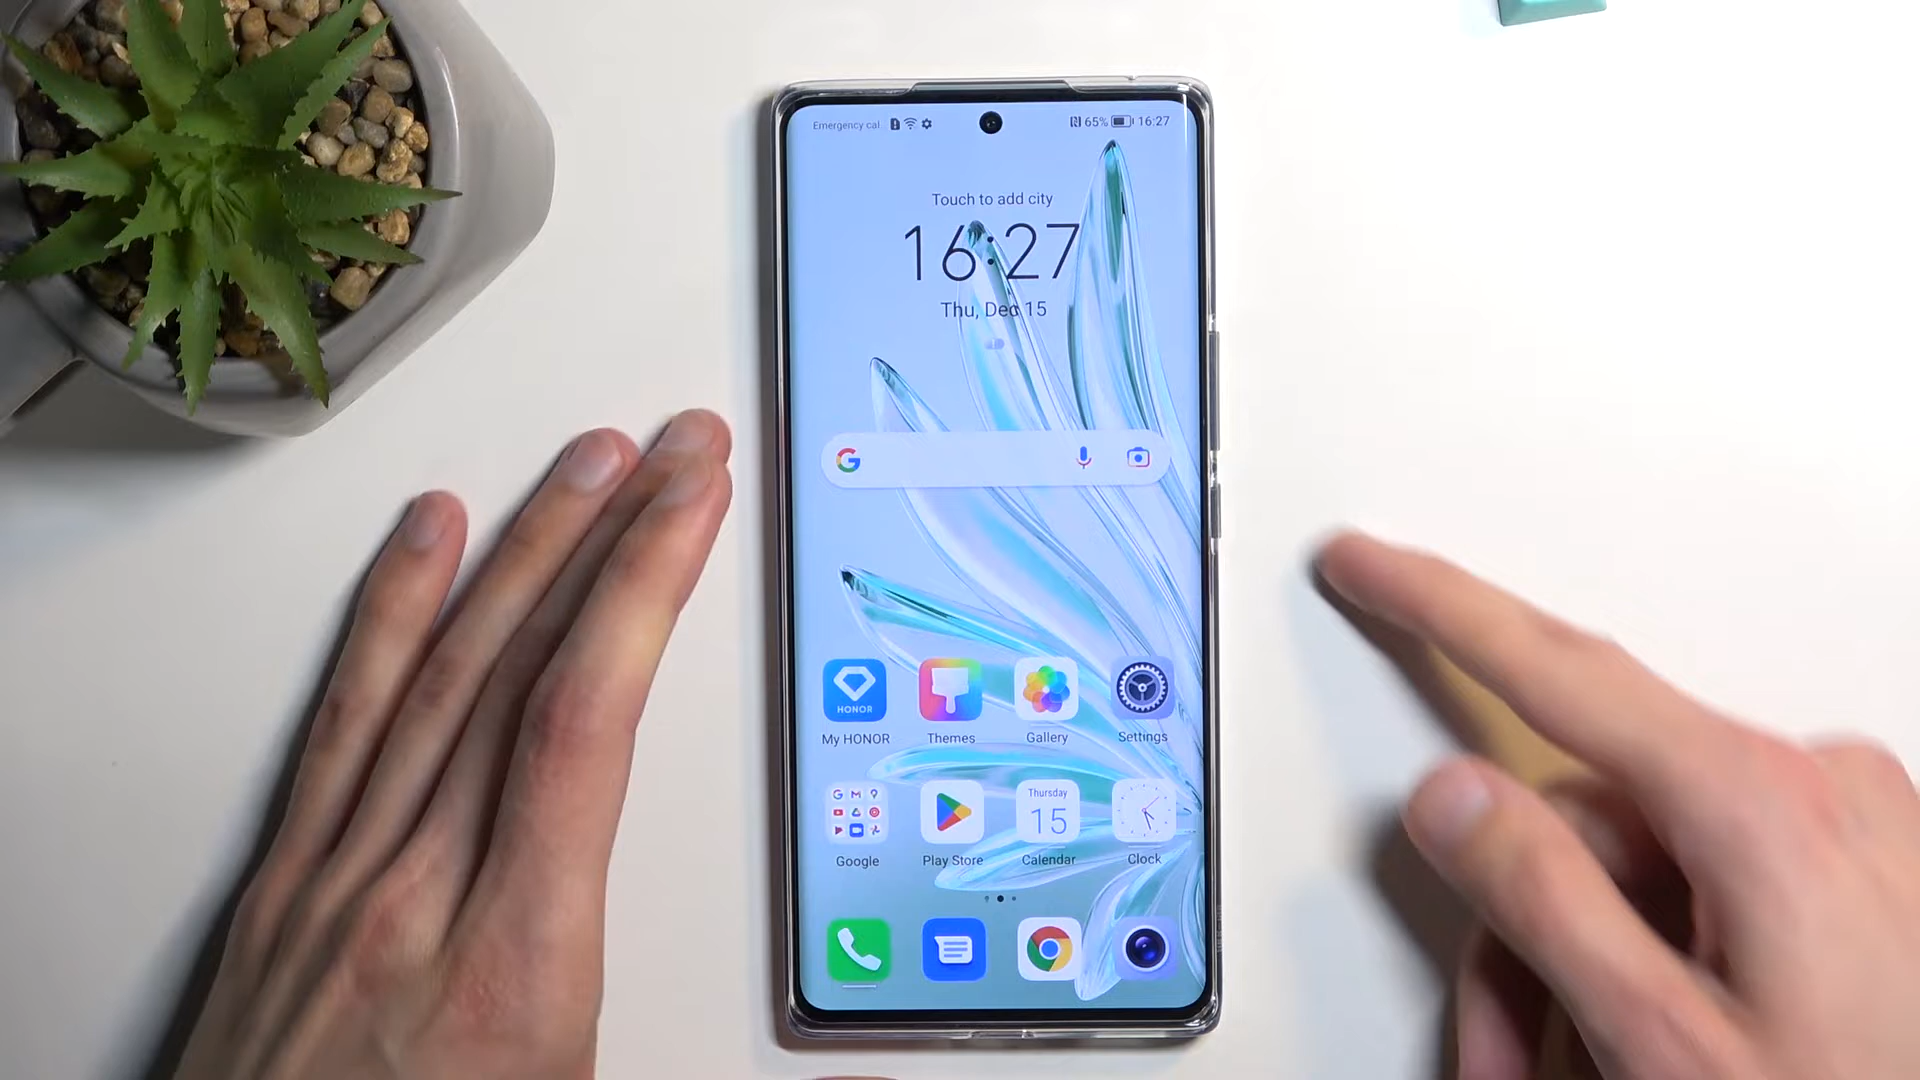 Emergency cal
65% 16:27
Touch to add city
16:27
Thu, Dec 15
G
HONOR
My HONOR
Themes
Gallery
Settings
Thursday
15
Google
Play Store
Calendar
Clock